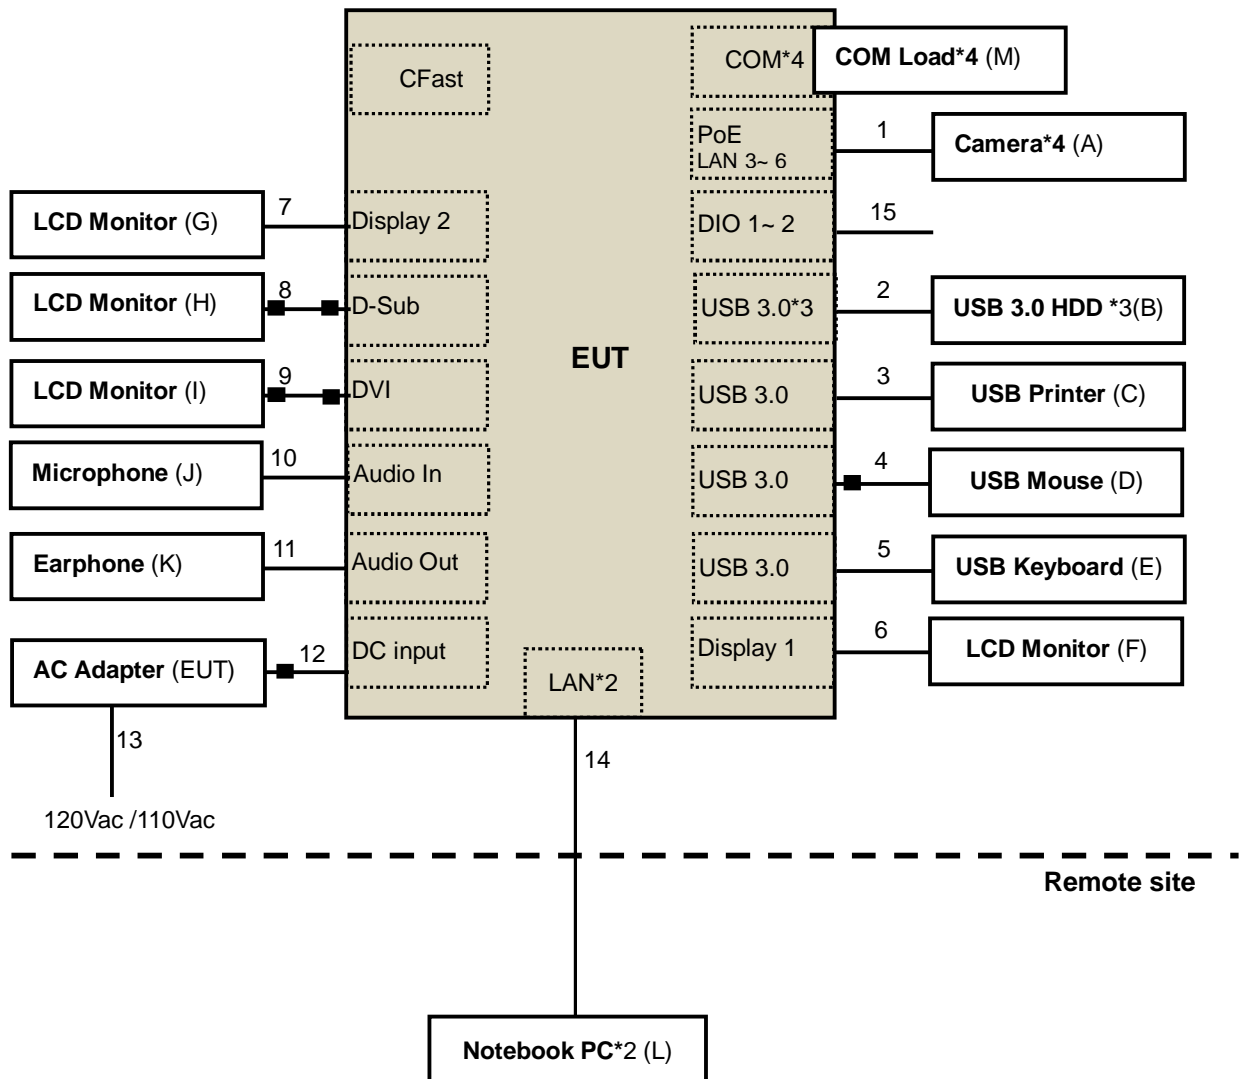 CFast
COM*4
COM Load*4 (M)
PoE
LAN 3~ 6
1
Camera*4 (A)
LCD Monitor (G)
7
Display 2
DIO 1~ 2
15
LCD Monitor (H)
8
D-Sub
USB 3.0*3
2
USB 3.0 HDD *3(B)
EUT
LCD Monitor (I)
9
DVI
USB 3.0
3
USB Printer (C)
Microphone (J)
10
Audio In
USB 3.0
4
USB Mouse (D)
Earphone (K)
11
Audio Out
USB 3.0
5
USB Keyboard (E)
AC Adapter (EUT)
12
DC input
LAN*2
Display 1
6
LCD Monitor (F)
13
14
120Vac /110Vac
Remote site
Notebook PC*2 (L)